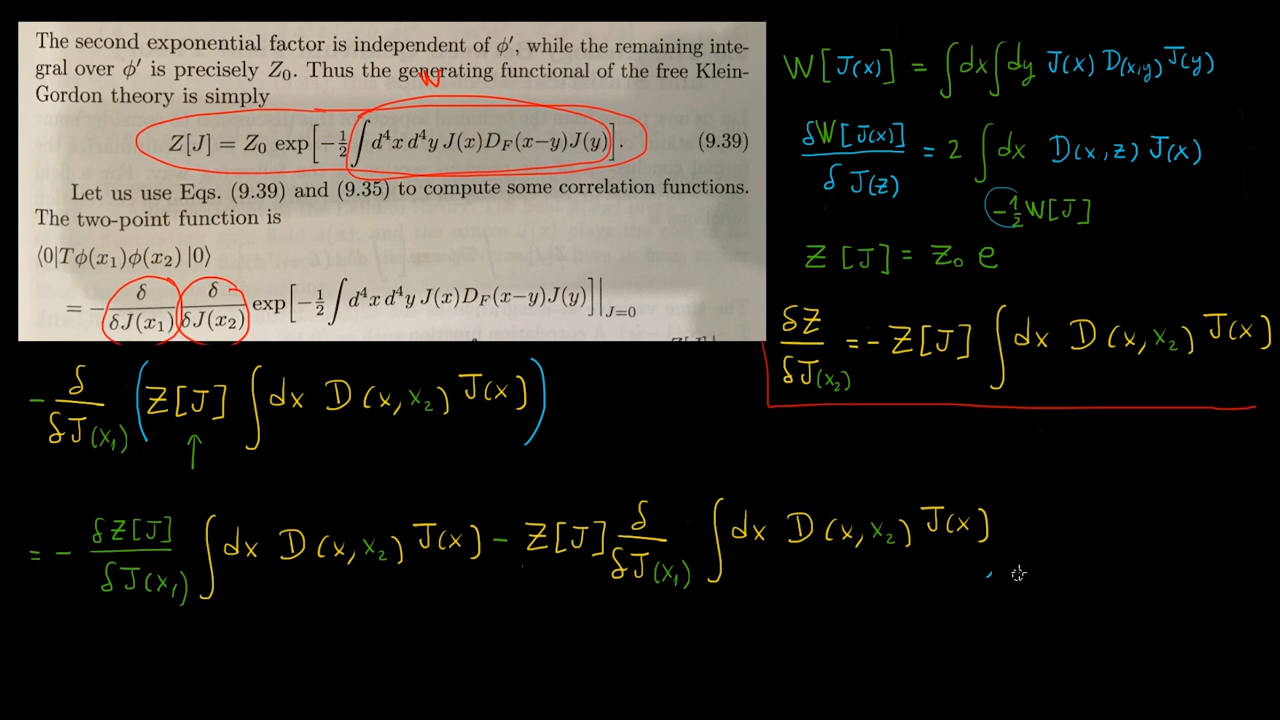 The second exponential factor is independent of ϕ′, while the remaining inte-
gral over ϕ′ is precisely Z₀. Thus the generating functional of the free Klein-
Gordon theory is simply
W
Z[J] = Z₀ exp[−½ ∫ d⁴x d⁴y J(x)D_F(x−y)J(y)]. (9.39)
Let us use Eqs. (9.39) and (9.35) to compute some correlation functions.
The two-point function is
⟨0|Tϕ(x₁)ϕ(x₂)|0⟩
= − δ/δJ(x₁) δ/δJ(x₂) exp[−½ ∫ d⁴x d⁴y J(x)D_F(x−y)J(y)]|_{J=0}
W[J(x)] = ∫dx ∫dy J(x) D(x,y) J(y)
δW[J(x)]/δJ(z) = 2 ∫dx D(x,z) J(x)
Z[J] = Z₀ e^{−½W[J]}
δZ/δJ(x₂) = − Z[J] ∫dx D(x,x₂) J(x)
− δ/δJ(x₁) (Z[J] ∫dx D(x,x₂) J(x))
= − δZ[J]/δJ(x₁) ∫dx D(x,x₂) J(x) − Z[J] δ/δJ(x₁) ∫dx D(x,x₂) J(x)